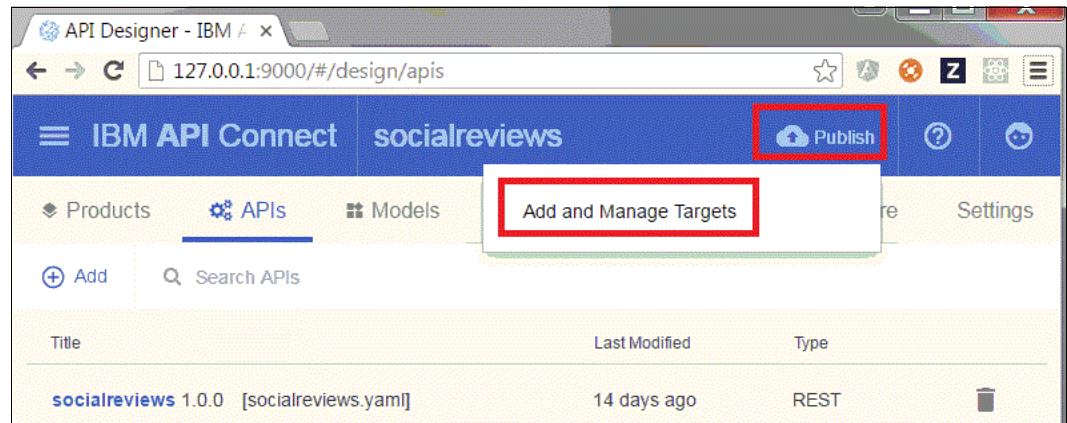 API Designer - IBM A
127.0.0.1:9000/#/design/apis
Z
IBM API Connect socialreviews Publish
Products APIs Models Settings
Add and Manage Targets
Add Search APIs
Title Last Modified Type
socialreviews 1.0.0 [socialreviews.yaml] 14 days ago REST